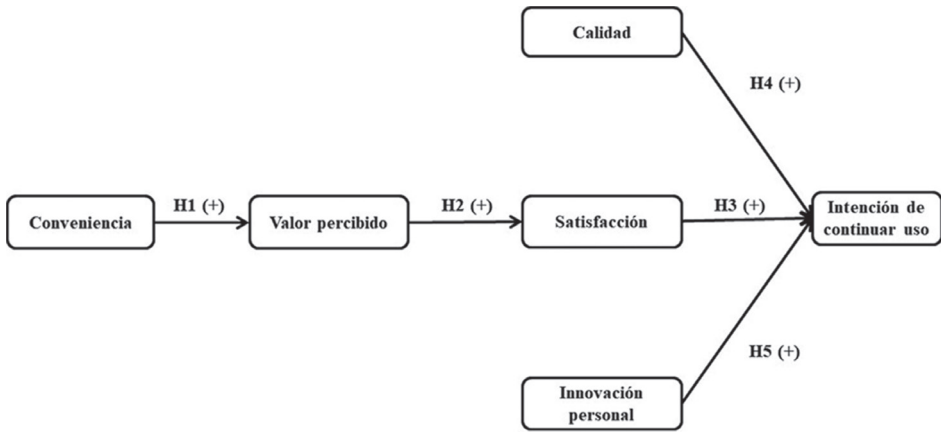 Calidad
H4 (+)
Conveniencia
H1 (+)
Valor percibido
H2 (+)
Satisfacción
H3 (+)
Intención de
continuar uso
H5 (+)
Innovación
personal